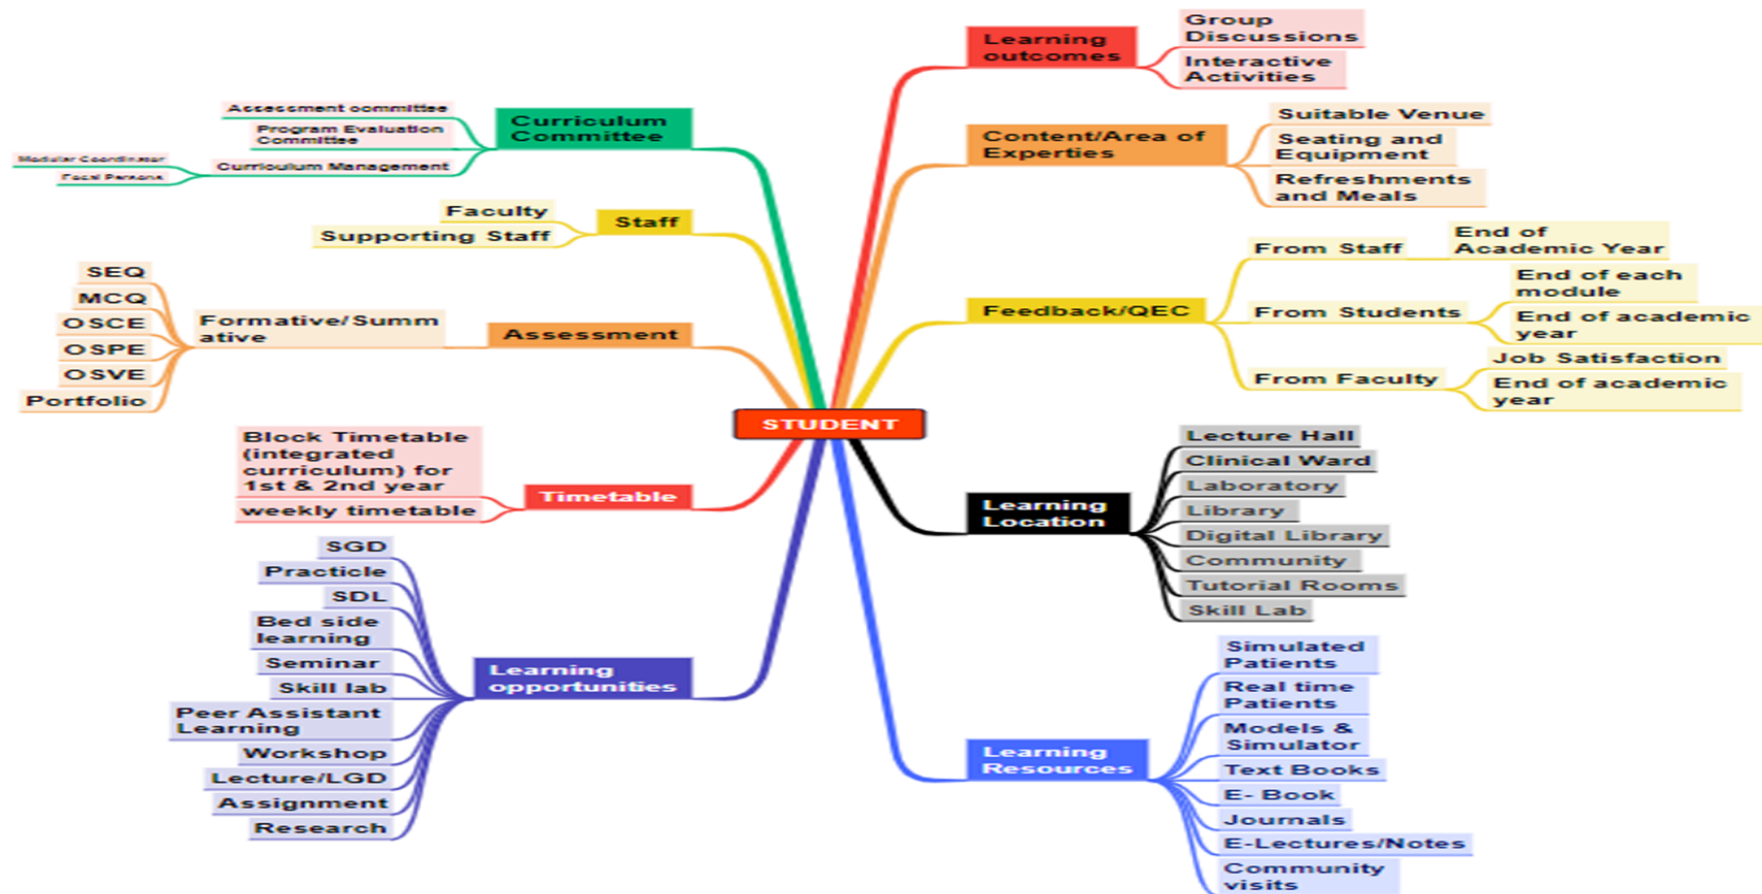 Learning
outcomes
Group
Discussions
Interactive
Activities
Content/Area of
Experties
Suitable Venue
Seating and
Equipment
Refreshments
and Meals
Feedback/QEC
From Staff
End of
Academic Year
From Students
End of each
module
End of academic
year
From Faculty
Job Satisfaction
End of academic
year
Learning
Location
Lecture Hall
Clinical Ward
Laboratory
Library
Digital Library
Community
Tutorial Rooms
Skill Lab
Learning
Resources
Simulated
Patients
Real time
Patients
Models &
Simulator
Text Books
E- Book
Journals
E-Lectures/Notes
Community
visits
STUDENT
Curriculum
Committee
Assessment committee
Program Evaluation
Committee
Curriculum Management
Modular Coordinator
Focal Persons
Staff
Faculty
Supporting Staff
Assessment
Formative/Summ
ative
SEQ
MCQ
OSCE
OSPE
OSVE
Portfolio
Timetable
Block Timetable
(integrated
curriculum) for
1st & 2nd year
weekly timetable
Learning
opportunities
SGD
Practicle
SDL
Bed side
learning
Seminar
Skill lab
Peer Assistant
Learning
Workshop
Lecture/LGD
Assignment
Research